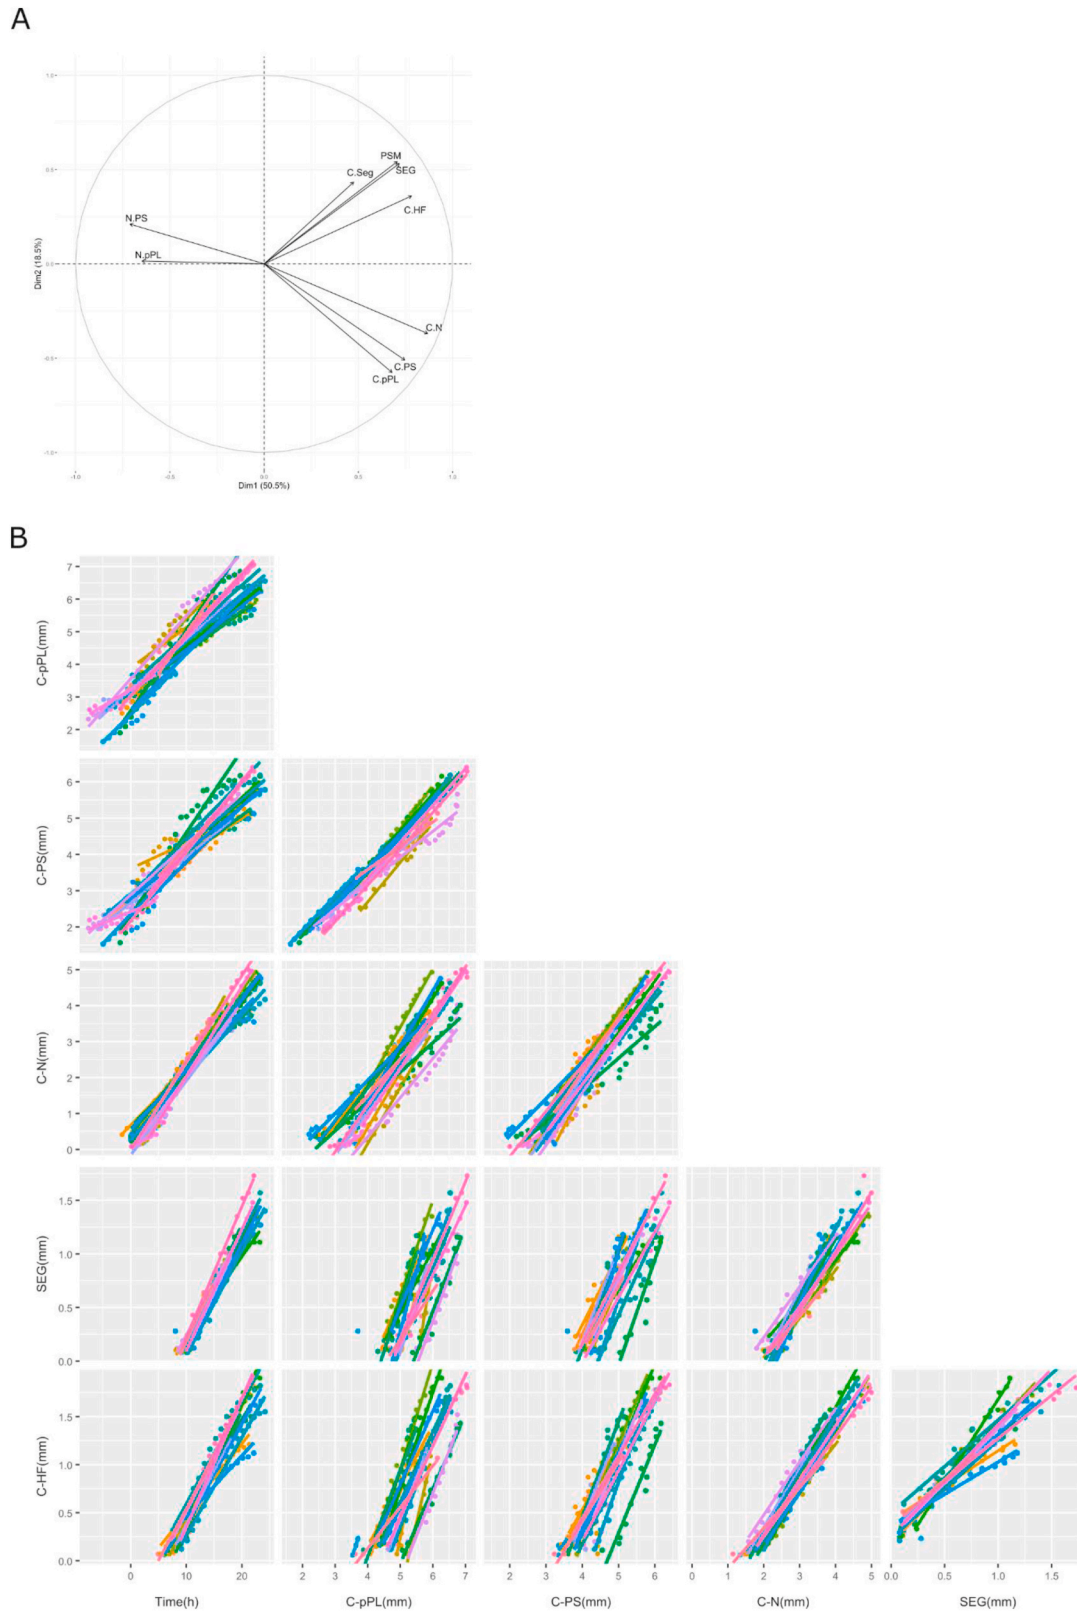 A
1.0
PSM
0.5
C.Seg
SEG
C.HF
N.PS
N.pPL
0.0
Dim2 (18.5%)
C.N
-0.5
C.PS
C.pPL
-1.0
-1.0 -0.5 0.0 0.5 1.0
Dim1 (50.5%)
B
7
6
5
4
3
2
C-pPL(mm)
6
5
4
3
2
C-PS(mm)
5
4
3
2
1
0
C-N(mm)
1.5
1.0
0.5
0.0
SEG(mm)
1.5
1.0
0.5
0.0
C-HF(mm)
0 10 20 2 3 4 5 6 7 2 3 4 5 6 0 1 2 3 4 5 0.0 0.5 1.0 1.5
Time(h) C-pPL(mm) C-PS(mm) C-N(mm) SEG(mm)